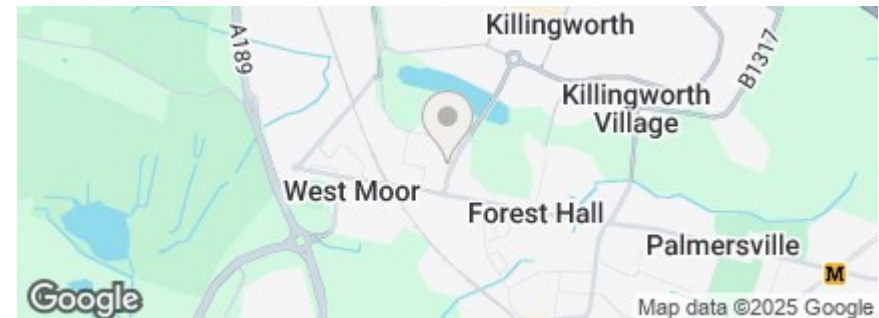 Killingworth
A189
B1317
Killingworth
Village
West Moor
Forest Hall
Palmersville
M
Google
Map data ©2025 Google